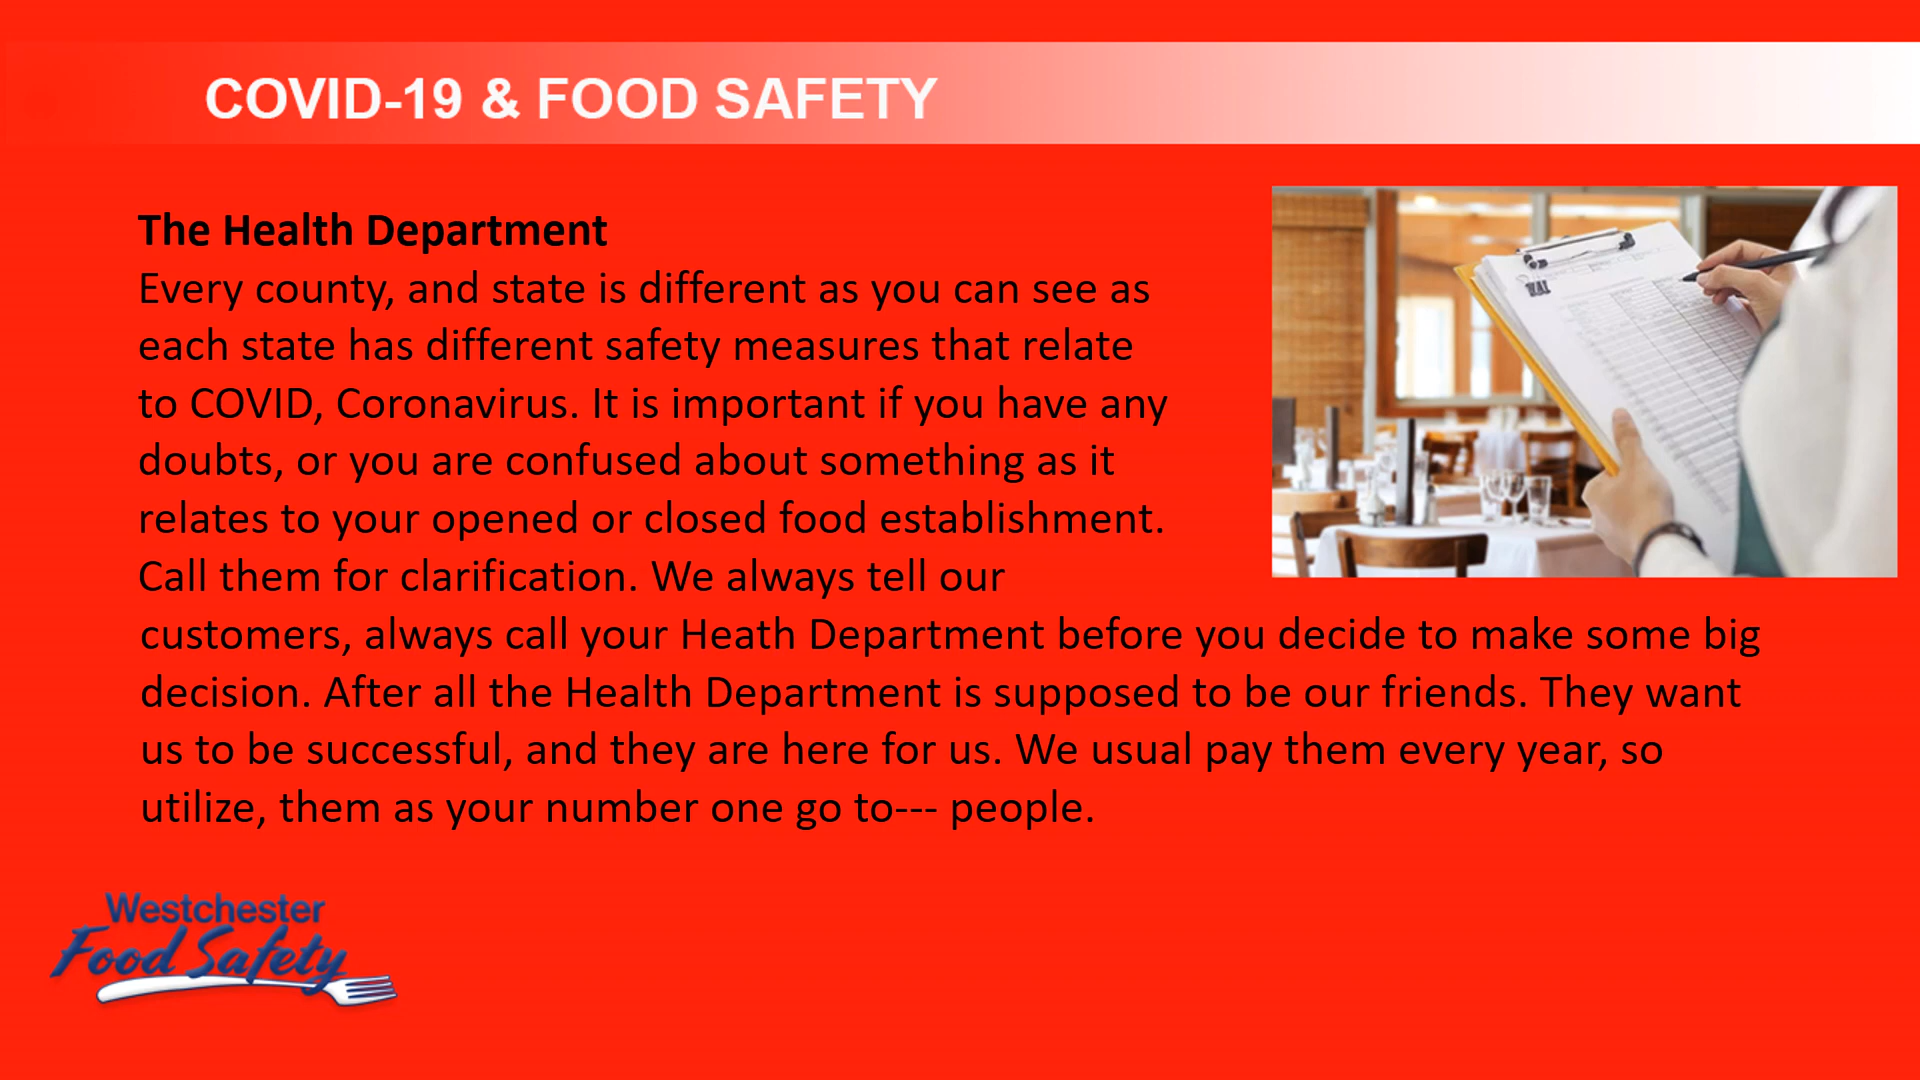 COVID-19 & FOOD SAFETY
The Health Department
Every county, and state is different as you can see as
each state has different safety measures that relate
to COVID, Coronavirus. It is important if you have any
doubts, or you are confused about something as it
relates to your opened or closed food establishment.
Call them for clarification. We always tell our
customers, always call your Heath Department before you decide to make some big
decision. After all the Health Department is supposed to be our friends. They want
us to be successful, and they are here for us. We usual pay them every year, so
utilize, them as your number one go to--- people.
Westchester
Food Safety